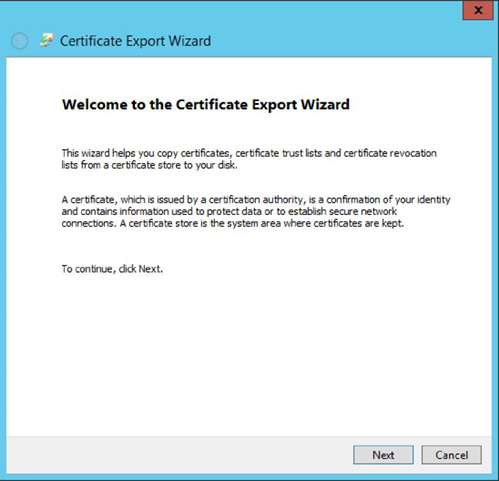 x
Certificate Export Wizard
Welcome to the Certificate Export Wizard
This wizard helps you copy certificates, certificate trust lists and certificate revocation
lists from a certificate store to your disk.
A certificate, which is issued by a certification authority, is a confirmation of your identity
and contains information used to protect data or to establish secure network
connections. A certificate store is the system area where certificates are kept.
To continue, click Next.
Next Cancel